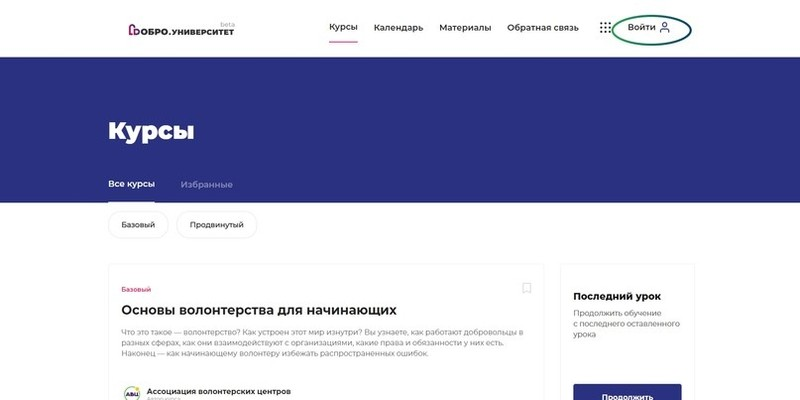 beta
ДОБРО.УНИВЕРСИТЕТ
Курсы Календарь Материалы Обратная связь Войти
Курсы
Все курсы Избранные
Базовый Продвинутый
Базовый
Основы волонтерства для начинающих
Что это такое — волонтерство? Как устроен этот мир изнутри? Вы узнаете, как работают добровольцы в
разных сферах, как они взаимодействуют с организациями, какие права и обязанности у них есть.
Наконец — как начинающему волонтеру избежать распространенных ошибок.
АВЦ
Ассоциация волонтерских центров
Автор курса
Последний урок
Продолжить обучение
с последнего оставленного
урока
Продолжить